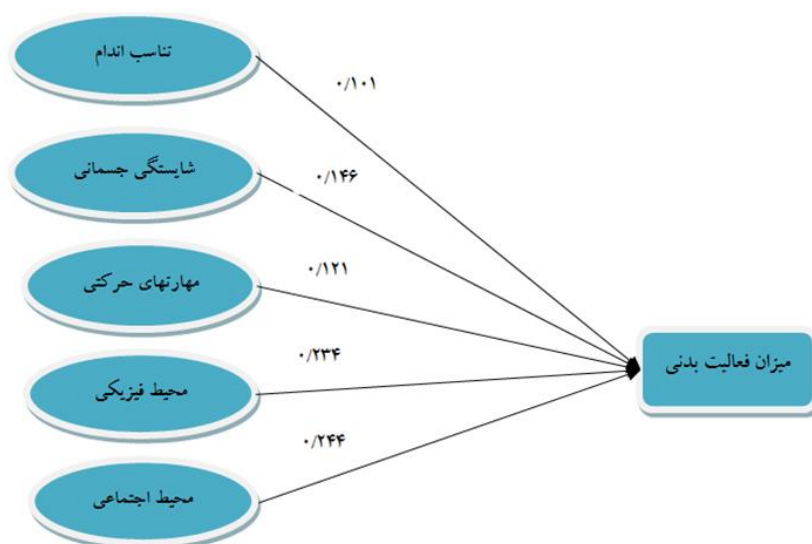 تناسب اندام
۰/۱۰۱
شایستگی جسمانی
۰/۱۴۶
مهارتهای حرکتی
۰/۱۲۱
میزان فعالیت بدنی
محیط فیزیکی
۰/۲۳۴
محیط اجتماعی
۰/۲۴۴